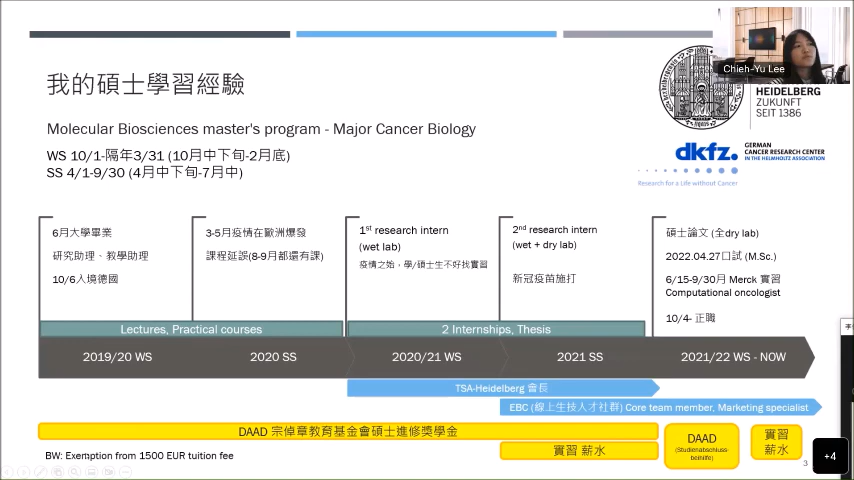 Chieh-Yu Lee
我的碩士學習經驗
HEIDELBERG
ZUKUNFT
SEIT 1386
Molecular Biosciences master's program - Major Cancer Biology
WS 10/1-隔年3/31 (10月中下旬-2月底)
SS 4/1-9/30 (4月中下旬-7月中)
dkfz.
GERMAN
CANCER RESEARCH CENTER
IN THE HELMHOLTZ ASSOCIATION
Research for a Life without Cancer
6月大學畢業
研究助理、教學助理
10/6入境德國
3-5月疫情在歐洲爆發
課程延誤(8-9月都還有課)
1st research intern
(wet lab)
疫情之始，學/碩士生不好找實習
2nd research intern
(wet + dry lab)
新冠疫苗施打
碩士論文 (全dry lab)
2022.04.27口試 (M.Sc.)
6/15-9/30月 Merck 實習
Computational oncologist
10/4- 正職
Lectures, Practical courses
2 Internships, Thesis
2019/20 WS
2020 SS
2020/21 WS
2021 SS
2021/22 WS - NOW
TSA-Heidelberg 會長
EBC (線上生技人才社群) Core team member, Marketing specialist
DAAD 宗倬章教育基金會碩士進修獎學金
實習 薪水
DAAD
(Studienabschluss-
beihilfe)
實習
薪水
BW: Exemption from 1500 EUR tuition fee
3
+4